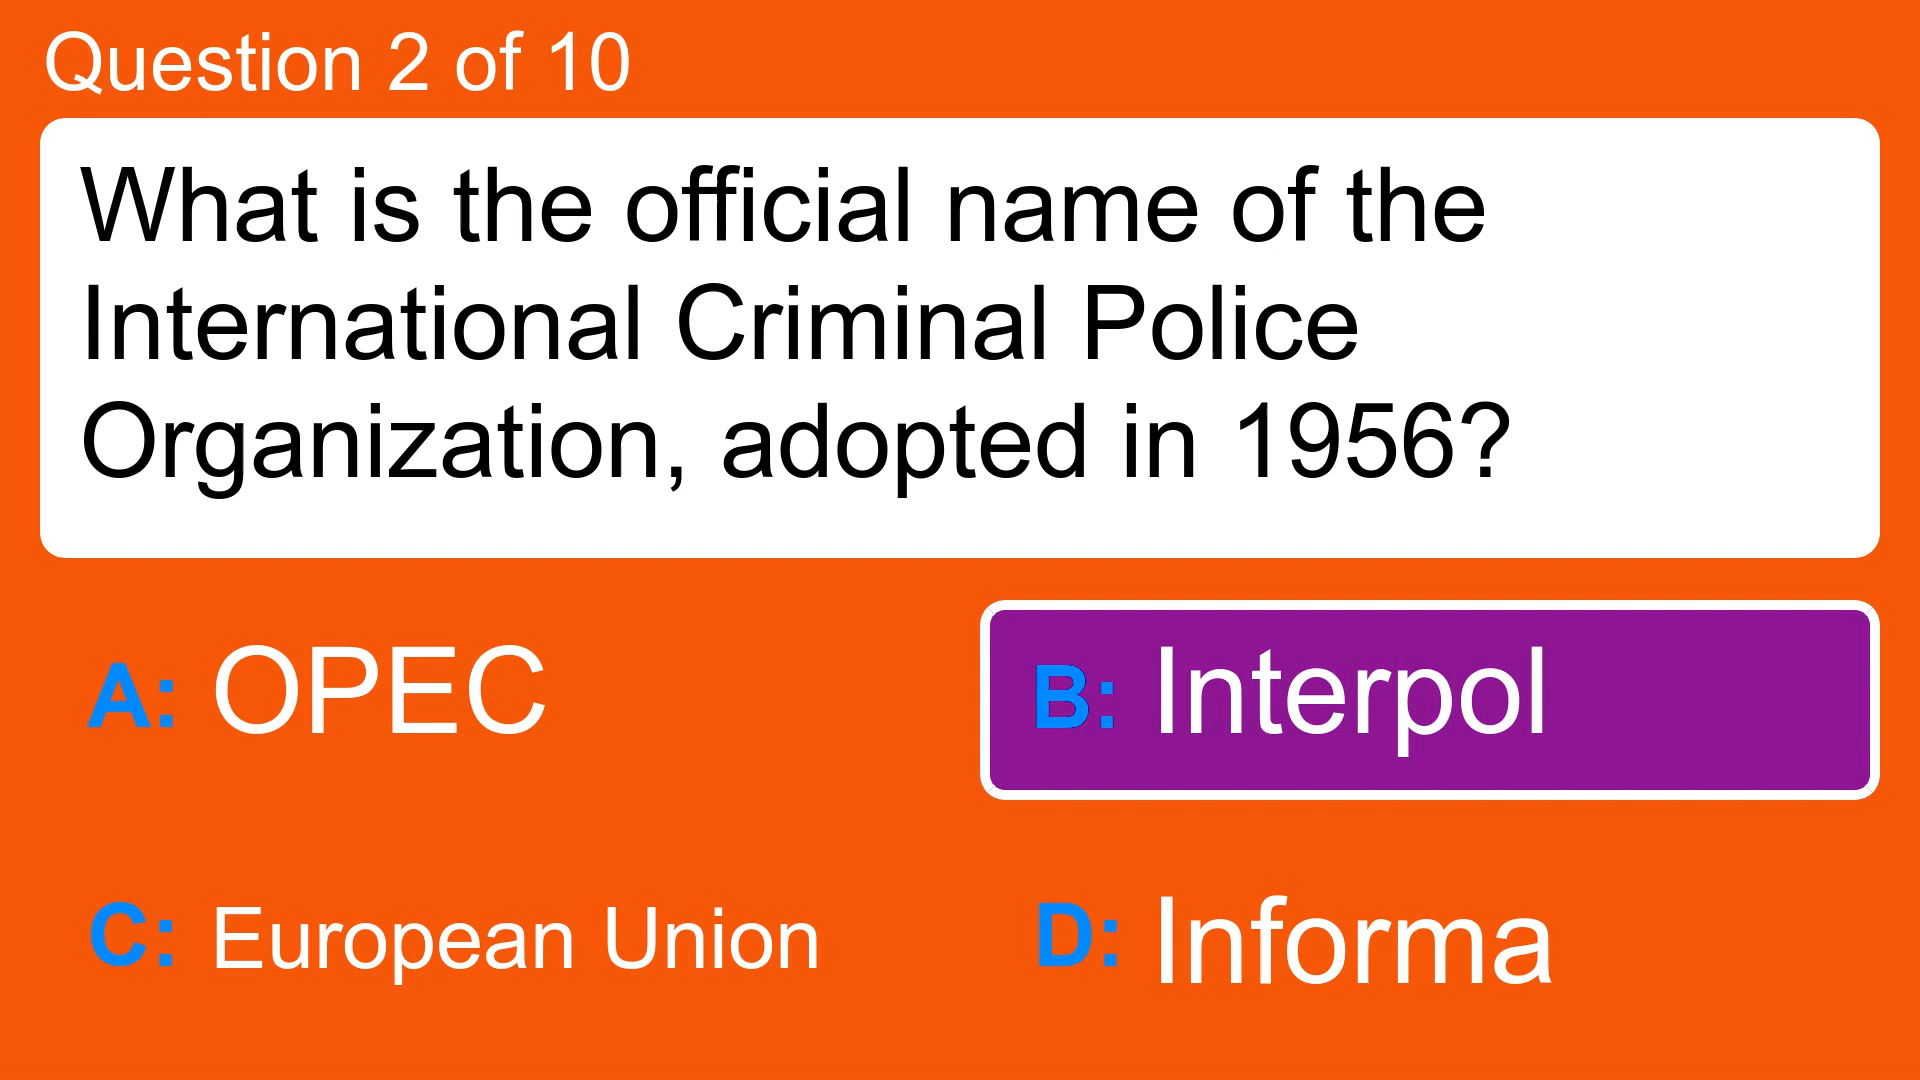 Question 2 of 10
What is the official name of the
International Criminal Police
Organization, adopted in 1956?
A: OPEC
B: Interpol
C: European Union
D: Informa